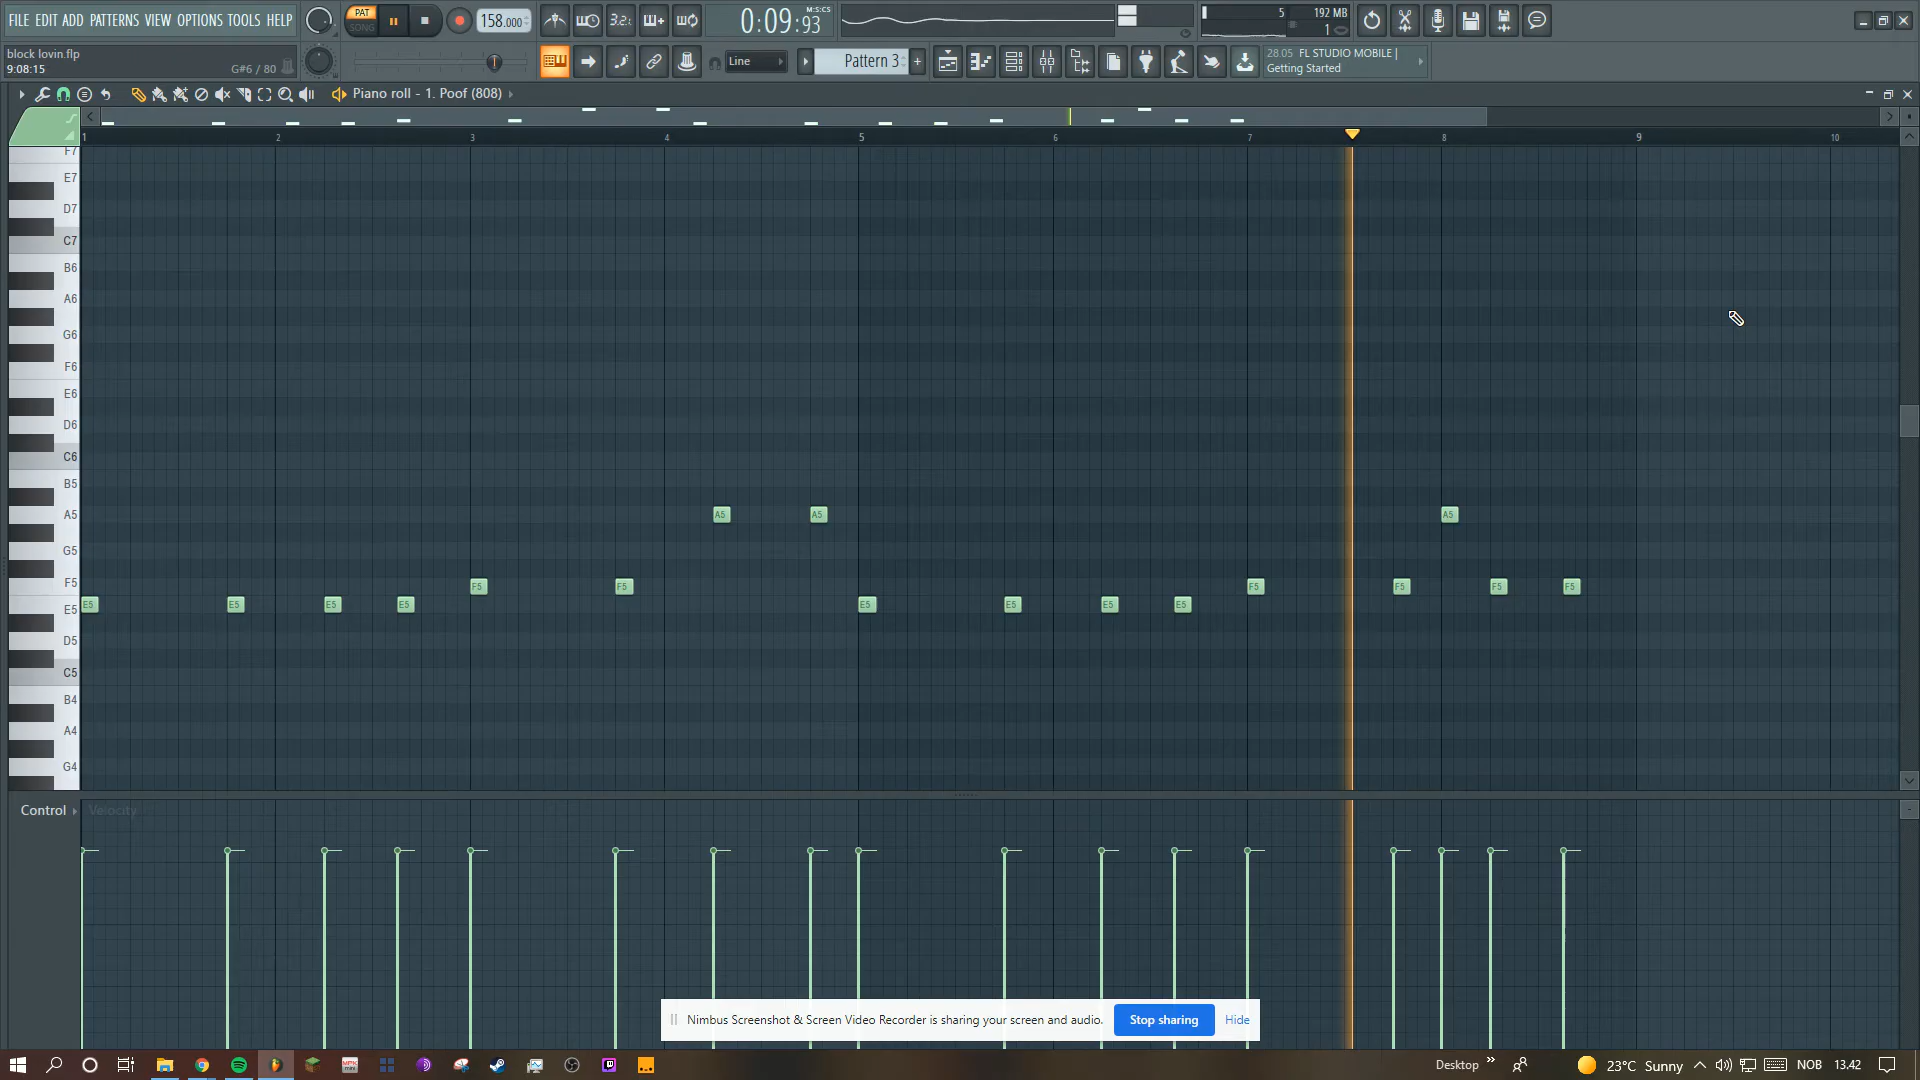 FILE EDIT ADD PATTERNS VIEW OPTIONS TOOLS HELP
PAT
SONG
158.000
3.2.
0:09:93
M:S:CS
5
192 MB
1
block lovin.flp
9:08:15
G#6 / 80
Line
Pattern 3
28.05 FL STUDIO MOBILE |
Getting Started
Piano roll - 1. Poof (808)
1 2 3 4 5 6 7 8 9 10
F7
E7
D7
C7
B6
A6
G6
F6
E6
D6
C6
B5
A5 A5 A5 A5
G5
F5 F5 F5 F5 F5 F5 F5
E5 E5 E5 E5 E5 E5 E5 E5 E5
D5
C5
B4
A4
G4
Control
Velocity
Nimbus Screenshot & Screen Video Recorder is sharing your screen and audio.
Stop sharing
Hide
Desktop
23°C Sunny
NOB
13.42